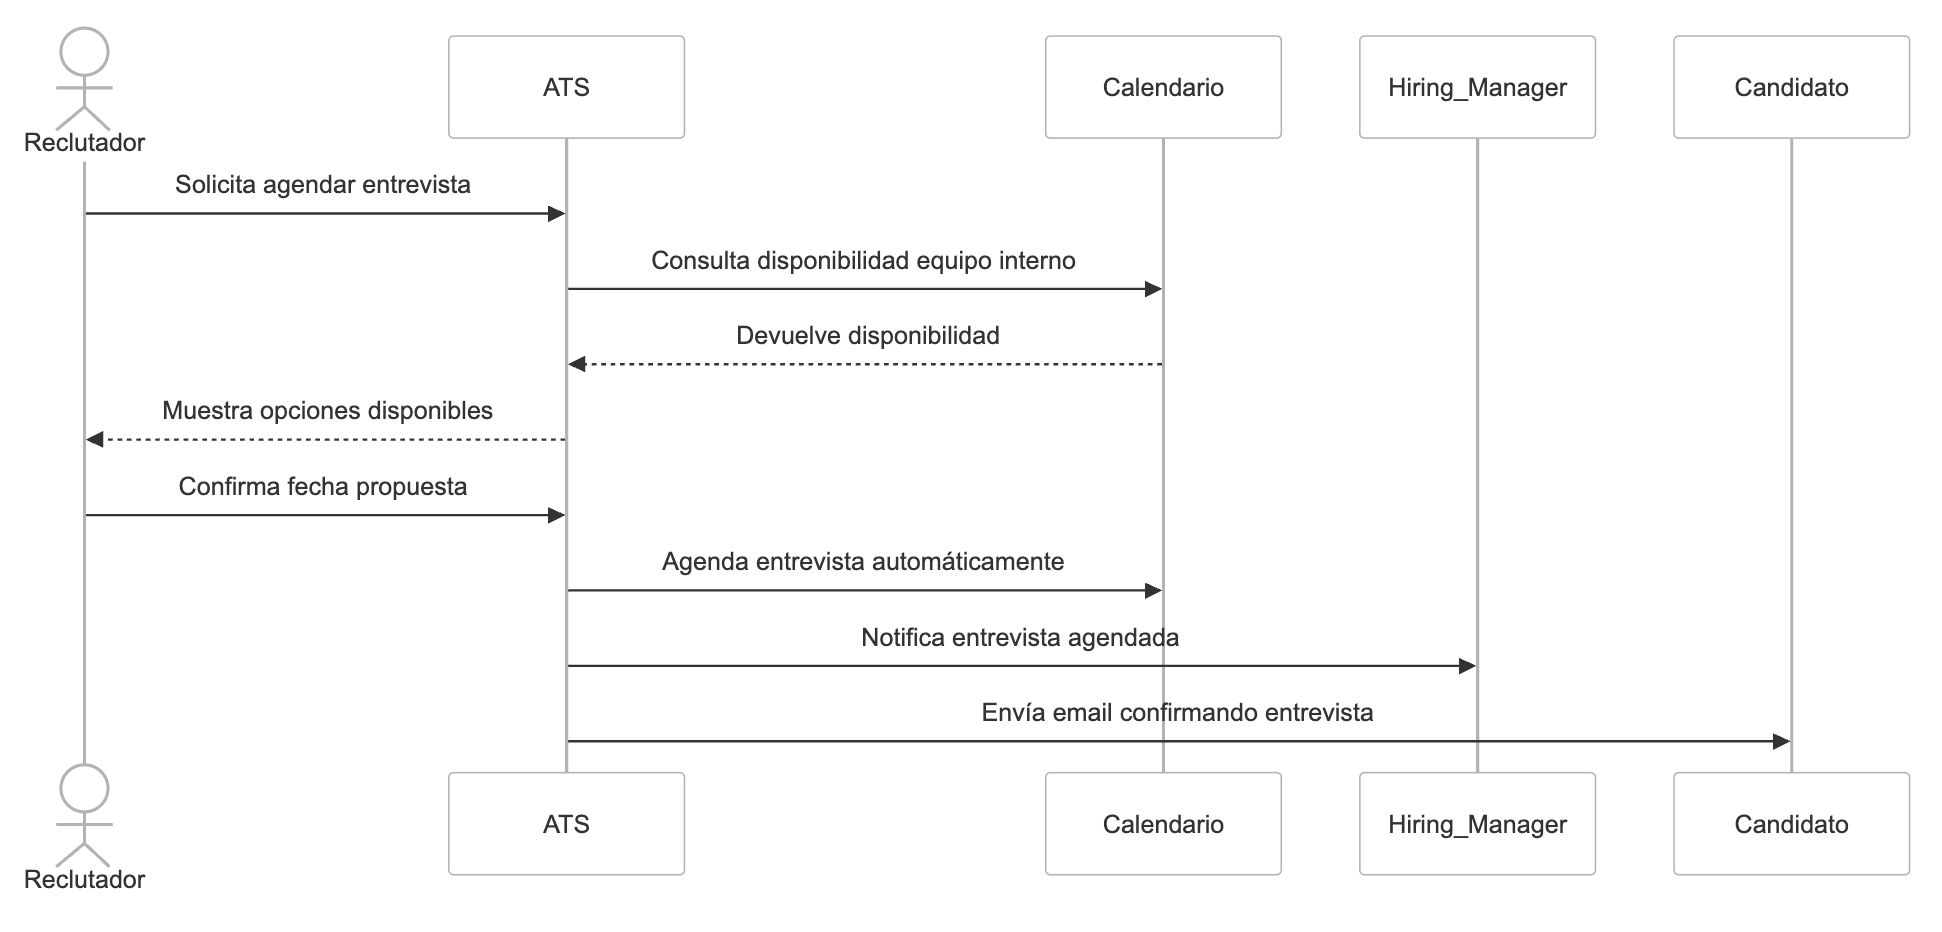 Reclutador
ATS
Calendario
Hiring_Manager
Candidato
Solicita agendar entrevista
Consulta disponibilidad equipo interno
Devuelve disponibilidad
Muestra opciones disponibles
Confirma fecha propuesta
Agenda entrevista automáticamente
Notifica entrevista agendada
Envía email confirmando entrevista
Reclutador
ATS
Calendario
Hiring_Manager
Candidato